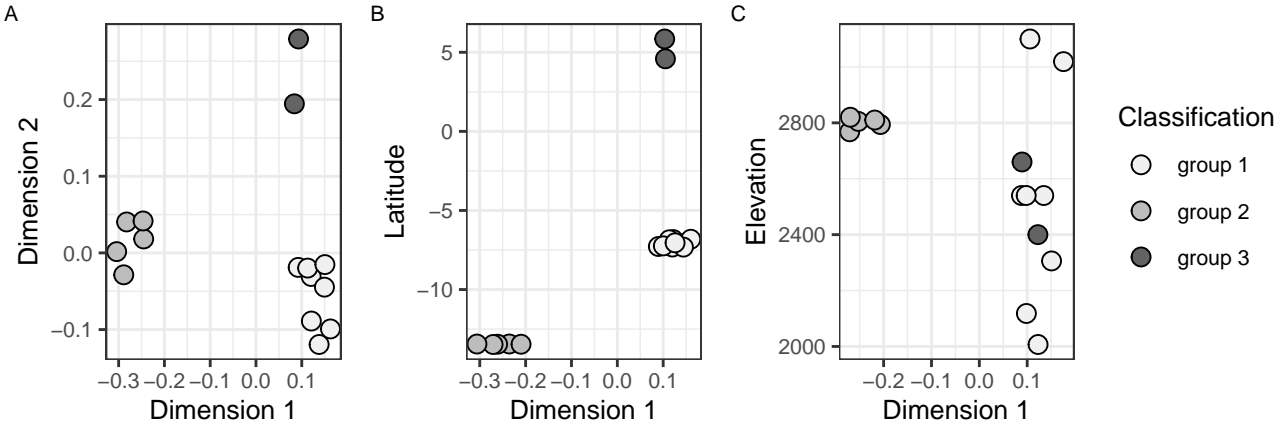 A
Dimension 2
0.2
0.1
0.0
−0.1
−0.3 −0.2 −0.1 0.0 0.1
Dimension 1
B
Latitude
5
0
−5
−10
−0.3 −0.2 −0.1 0.0 0.1
Dimension 1
C
Elevation
2800
2400
2000
−0.2 −0.1 0.0 0.1
Dimension 1
Classification
group 1
group 2
group 3